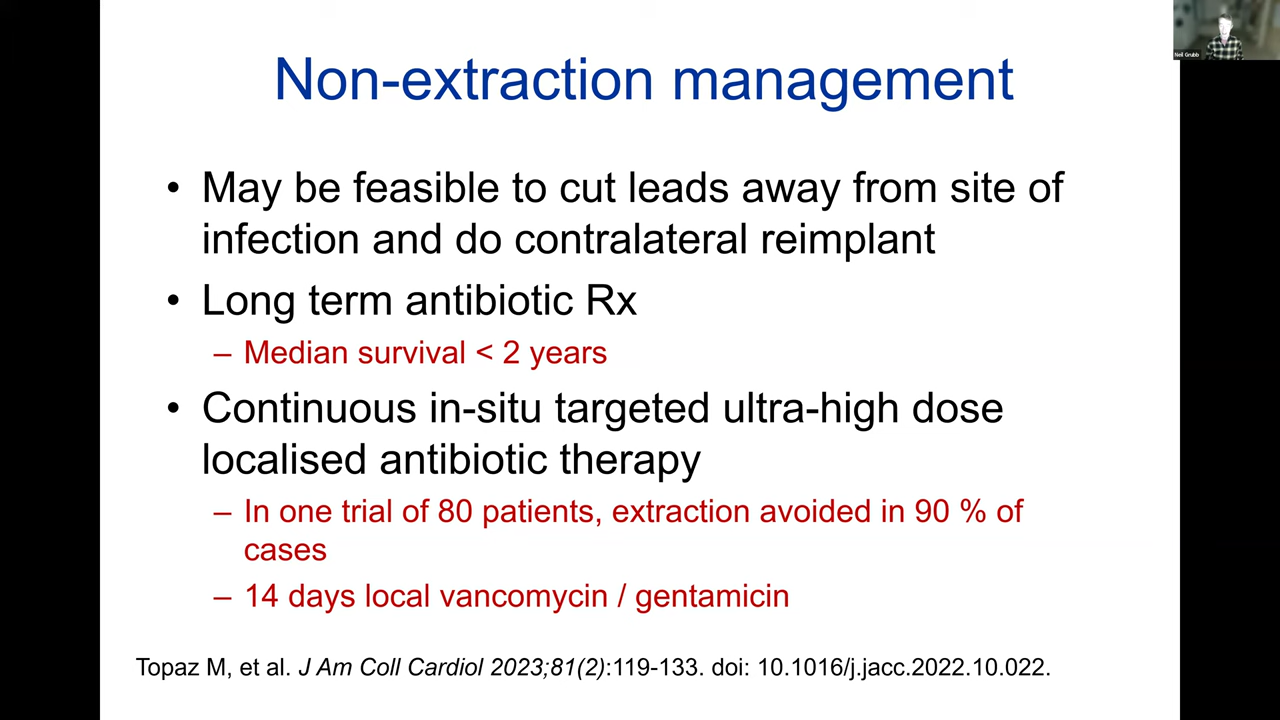 Neil Grubb
Non-extraction management
• May be feasible to cut leads away from site of
infection and do contralateral reimplant
• Long term antibiotic Rx
– Median survival < 2 years
• Continuous in-situ targeted ultra-high dose
localised antibiotic therapy
– In one trial of 80 patients, extraction avoided in 90 % of
cases
– 14 days local vancomycin / gentamicin
Topaz M, et al. J Am Coll Cardiol 2023;81(2):119-133. doi: 10.1016/j.jacc.2022.10.022.